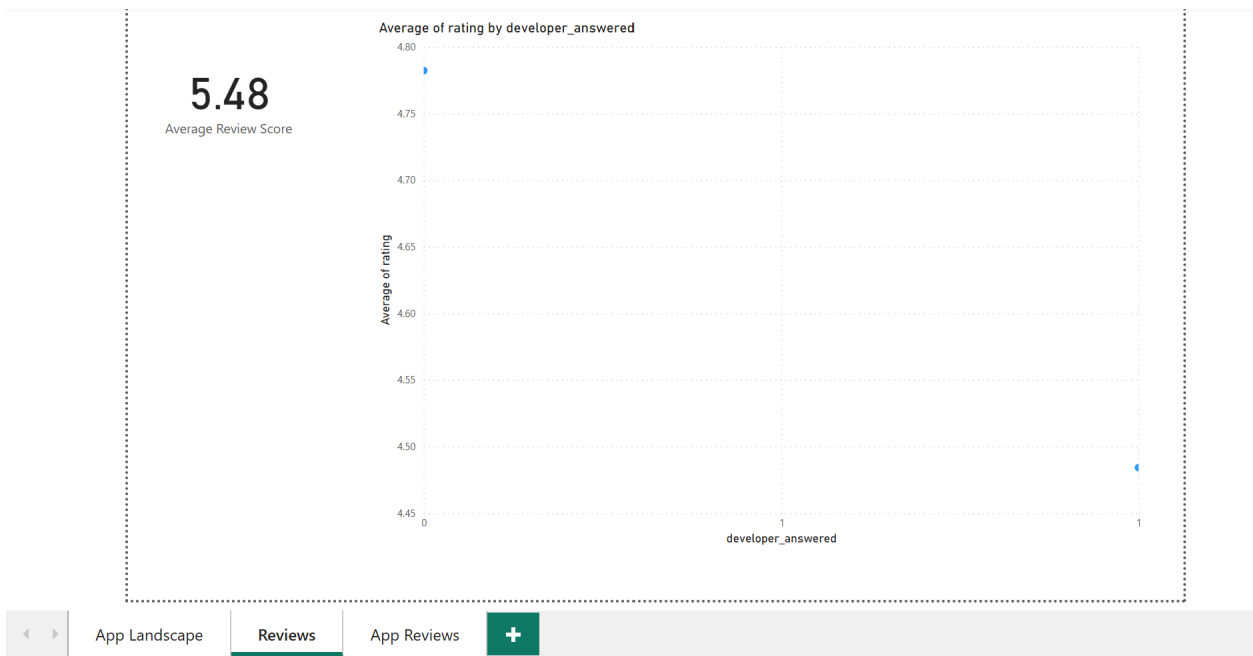 Average of rating by developer_answered
5.48
Average Review Score
Average of rating
4.80
4.75
4.70
4.65
4.60
4.55
4.50
4.45
0 1 1
developer_answered
App Landscape Reviews App Reviews +